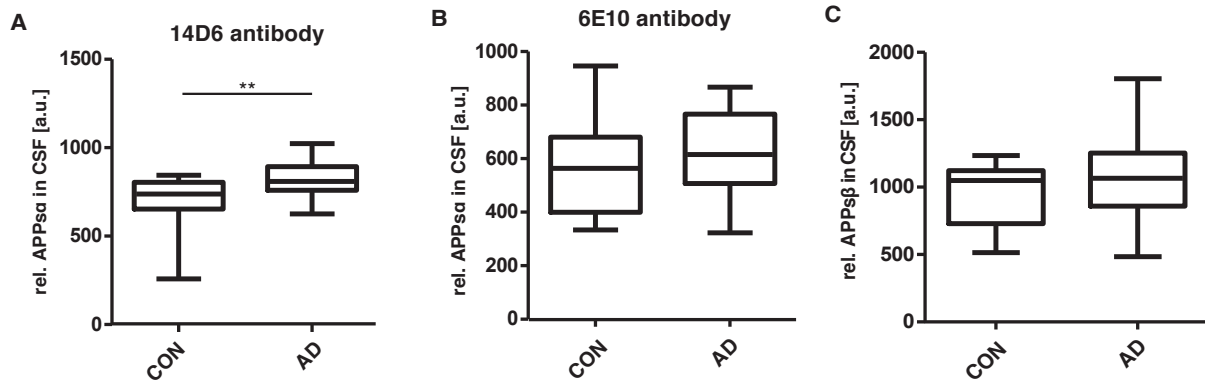 A
14D6 antibody
rel. APPsα in CSF [a.u.]
1500
1000
500
0
**
CON
AD
B
6E10 antibody
rel. APPsα in CSF [a.u.]
1000
800
600
400
200
0
CON
AD
C
rel. APPsβ in CSF [a.u.]
2000
1500
1000
500
0
CON
AD